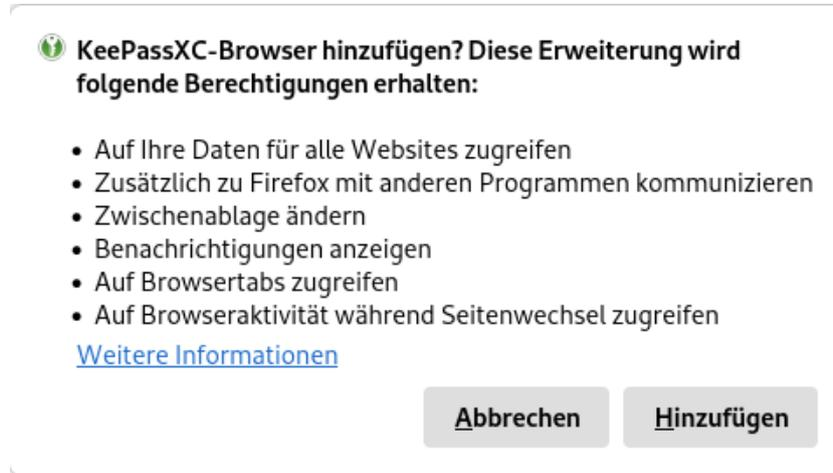 KeePassXC-Browser hinzufügen? Diese Erweiterung wird
folgende Berechtigungen erhalten:
• Auf Ihre Daten für alle Websites zugreifen
• Zusätzlich zu Firefox mit anderen Programmen kommunizieren
• Zwischenablage ändern
• Benachrichtigungen anzeigen
• Auf Browsertabs zugreifen
• Auf Browseraktivität während Seitenwechsel zugreifen
Weitere Informationen
Abbrechen Hinzufügen